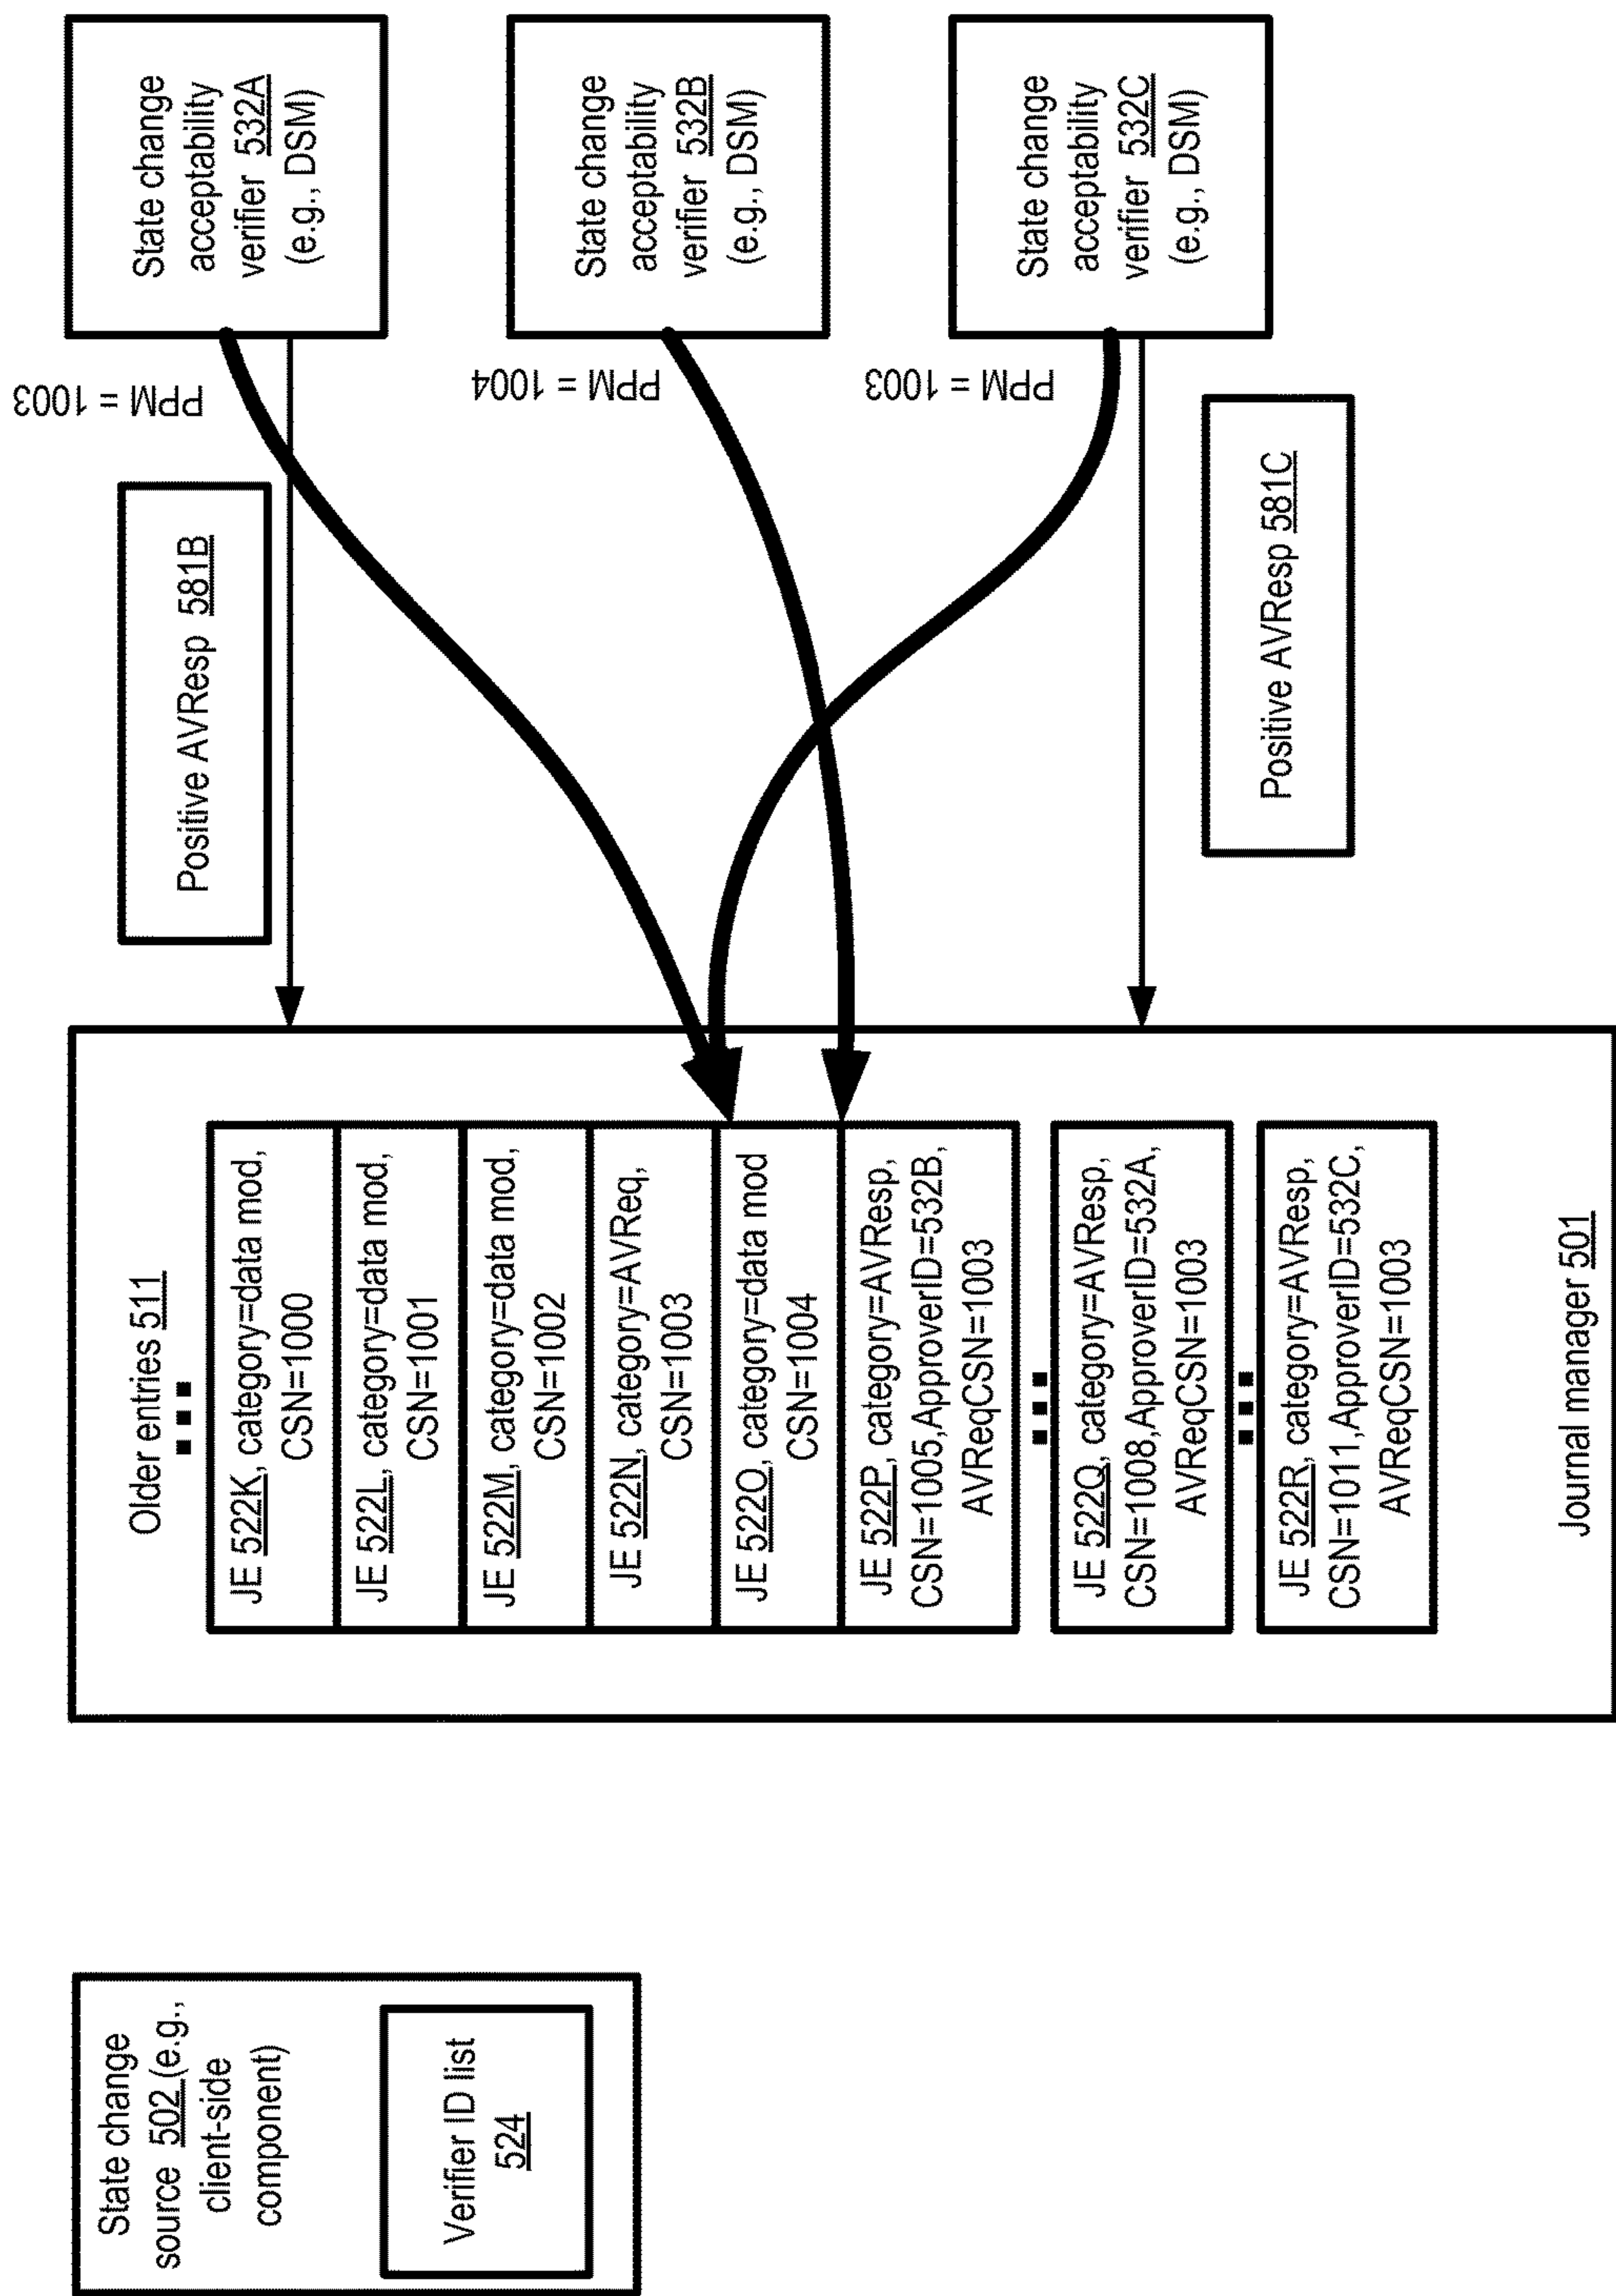 State change
source 502 (e.g.,
client-side
component)
Verifier ID list
524
Older entries 511
JE 522K, category=data mod,
CSN=1000
JE 522L, category=data mod,
CSN=1001
JE 522M, category=data mod,
CSN=1002
JE 522N, category=AVReq,
CSN=1003
JE 522O, category=data mod
CSN=1004
JE 522P, category=AVResp,
CSN=1005,ApproverID=532B,
AVReqCSN=1003
JE 522Q, category=AVResp,
CSN=1008,ApproverID=532A,
AVReqCSN=1003
JE 522R, category=AVResp,
CSN=1011,ApproverID=532C,
AVReqCSN=1003
Journal manager 501
Positive AVResp 581B
Positive AVResp 581C
PPM = 1003
PPM = 1004
PPM = 1003
State change
acceptability
verifier 532A
(e.g., DSM)
State change
acceptability
verifier 532B
(e.g., DSM)
State change
acceptability
verifier 532C
(e.g., DSM)